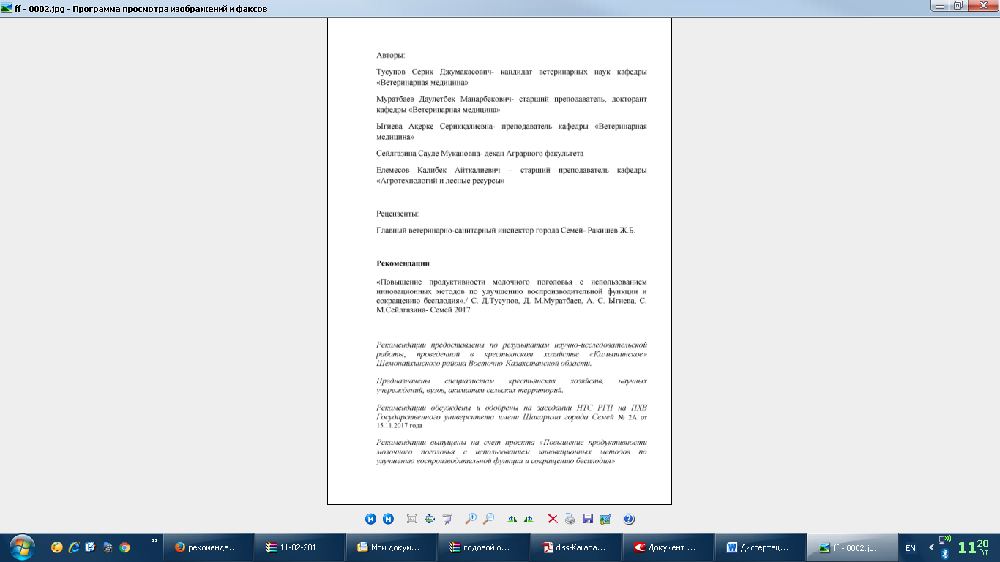 ff - 0002.jpg - Программа просмотра изображений и факсов
Авторы:
Тусупов Серик Джумакасович- кандидат ветеринарных наук кафедры
«Ветеринарная медицина»
Муратбаев Даулетбек Манарбекович- старший преподаватель, докторант
кафедры «Ветеринарная медицина»
Ыгиева Ақерке Сериққалиевна- преподаватель кафедры «Ветеринарная
медицина»
Сейлгазина Сауле Мукановна- декан Аграрного факультета
Елемесов Калибек Айткалиевич – старший преподаватель кафедры
«Агротехнологий и лесные ресурсы»
Рецензенты:
Главный ветеринарно-санитарный инспектор города Семей- Ракишев Ж.Б.
Рекомендации
«Повышение продуктивности молочного поголовья с использованием
инновационных методов по улучшению воспроизводительной функции и
сокращению бесплодия»./ С. Д.Тусупов, Д. М.Муратбаев, А. С. Ыгиева, С.
М.Сейлгазина- Семей 2017
Рекомендации предоставлены по результатам научно-исследовательской
работы, проведенной в крестьянском хозяйстве «Камышинское»
Шемонайхинского района Восточно-Казахстанской области.
Предназначены специалистам крестьянских хозяйств, научных
учереждений, вузов, акиматам сельских территорий.
Рекомендации обсуждены и одобрены на заседании НТС РГП на ПХВ
Государственного университета имени Шакарима города Семей № 2А от
15.11.2017 года
Рекомендации выпущены на счет проекта «Повышение продуктивности
молочного поголовья с использованием инновационных методов по
улучшению воспроизводительной функции и сокращению бесплодия»
» рекоменда... 11-02-201... Мои докум... годовой о... diss-Karaba... Документ ... Диссертац... ff - 0002.jp... EN < 11 20 Вт